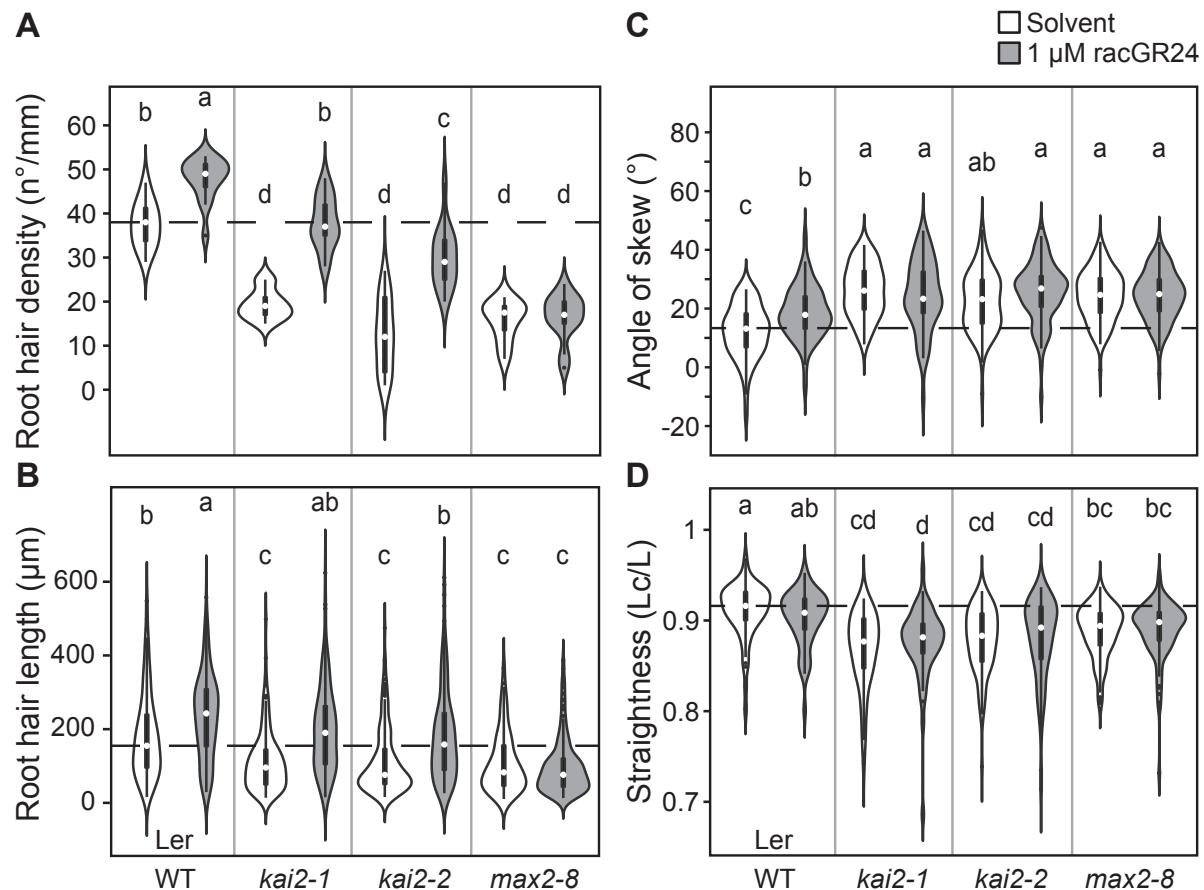 A
b a d b d c d d
Root hair density (n°/mm)
60
50
40
30
20
10
0
B
b a c ab c b c c
Root hair length (µm)
600
400
200
0
Ler
WT kai2-1 kai2-2 max2-8
C
Solvent
1 µM racGR24
c b a a ab a a a
Angle of skew (°)
80
60
40
20
0
-20
D
a ab cd d cd cd bc bc
Straightness (Lc/L)
1
0.9
0.8
0.7
Ler
WT kai2-1 kai2-2 max2-8